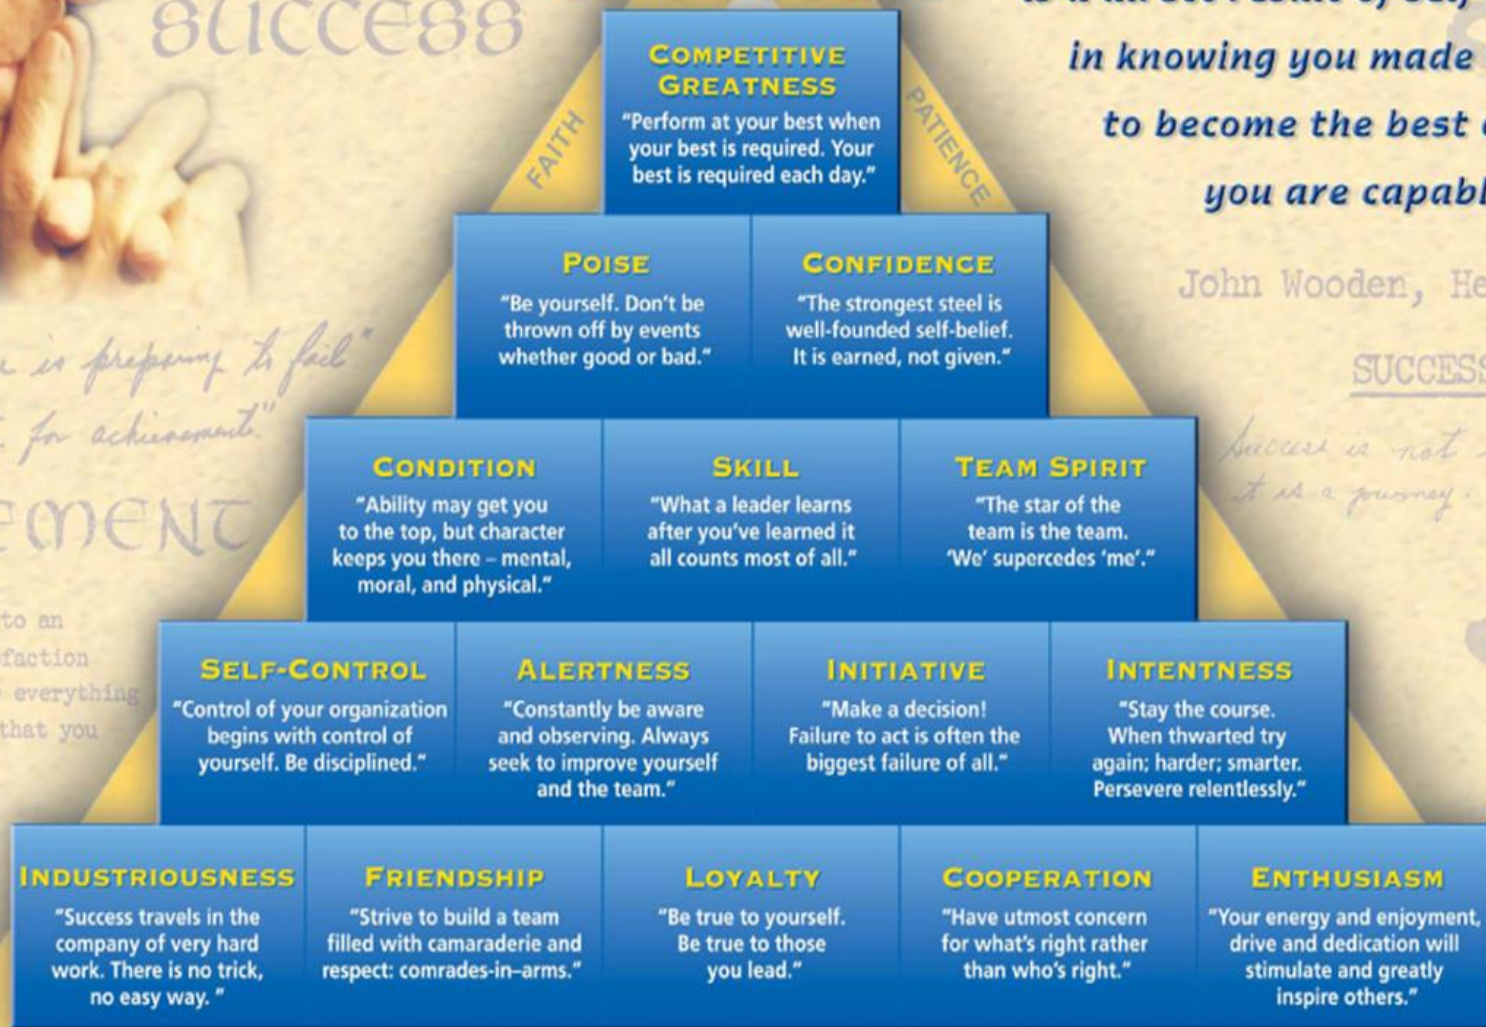 SUCCESS
in knowing you made
to become the best
you are capabl
John Wooden, He
SUCCESS
Success is not
it is a journey.
is preparing to fail"
for achievement."
EMENT
to an
faction
everything
that you
FAITH
PATIENCE
COMPETITIVE
GREATNESS
"Perform at your best when
your best is required. Your
best is required each day."
POISE
"Be yourself. Don't be
thrown off by events
whether good or bad."
CONFIDENCE
"The strongest steel is
well-founded self-belief.
It is earned, not given."
CONDITION
"Ability may get you
to the top, but character
keeps you there – mental,
moral, and physical."
SKILL
"What a leader learns
after you've learned it
all counts most of all."
TEAM SPIRIT
"The star of the
team is the team.
'We' supercedes 'me'."
SELF-CONTROL
"Control of your organization
begins with control of
yourself. Be disciplined."
ALERTNESS
"Constantly be aware
and observing. Always
seek to improve yourself
and the team."
INITIATIVE
"Make a decision!
Failure to act is often the
biggest failure of all."
INTENTNESS
"Stay the course.
When thwarted try
again; harder; smarter.
Persevere relentlessly."
INDUSTRIOUSNESS
"Success travels in the
company of very hard
work. There is no trick,
no easy way. "
FRIENDSHIP
"Strive to build a team
filled with camaraderie and
respect: comrades-in–arms."
LOYALTY
"Be true to yourself.
Be true to those
you lead."
COOPERATION
"Have utmost concern
for what's right rather
than who's right."
ENTHUSIASM
"Your energy and enjoyment,
drive and dedication will
stimulate and greatly
inspire others."